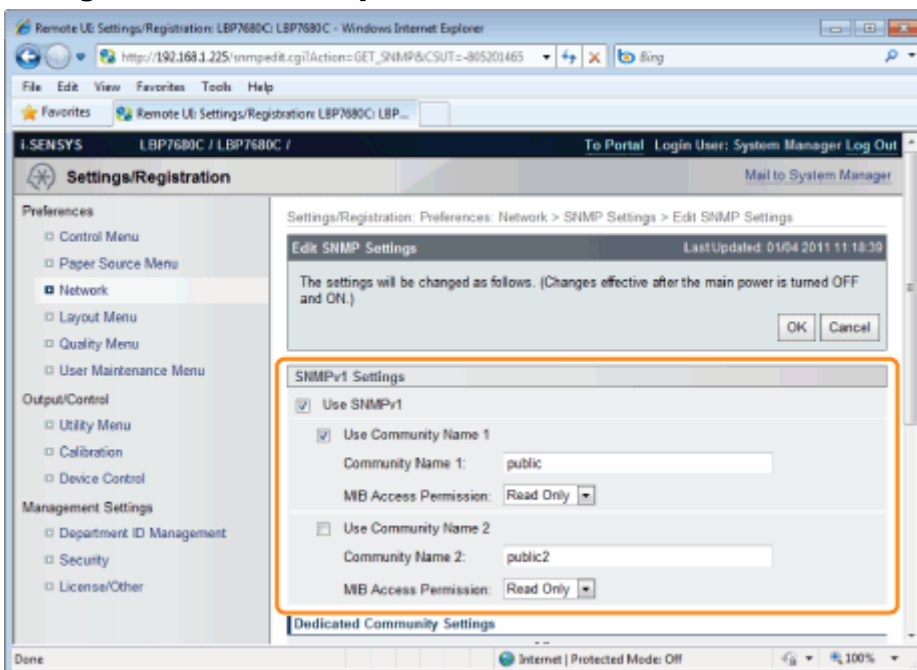 Remote UI: Settings/Registration: LBP7680C: LBP7680C - Windows Internet Explorer
http://192.168.1.225/snmpedit.cgi?Action=GET_SNMP&CSUT=-805201465
Bing
File Edit View Favorites Tools Help
Favorites Remote UI: Settings/Registration: LBP7680C: LBP...
i-SENSYS LBP7680C / LBP7680C / To Portal Login User: System Manager Log Out
Settings/Registration Mail to System Manager
Preferences
Control Menu
Paper Source Menu
Network
Layout Menu
Quality Menu
User Maintenance Menu
Output/Control
Utility Menu
Calibration
Device Control
Management Settings
Department ID Management
Security
License/Other
Settings/Registration: Preferences: Network > SNMP Settings > Edit SNMP Settings
Edit SNMP Settings Last Updated: 01/04 2011 11:18:39
The settings will be changed as follows. (Changes effective after the main power is turned OFF
and ON.)
OK Cancel
SNMPv1 Settings
Use SNMPv1
Use Community Name 1
Community Name 1: public
MIB Access Permission: Read Only
Use Community Name 2
Community Name 2: public2
MIB Access Permission: Read Only
Dedicated Community Settings
Done Internet | Protected Mode: Off 100%